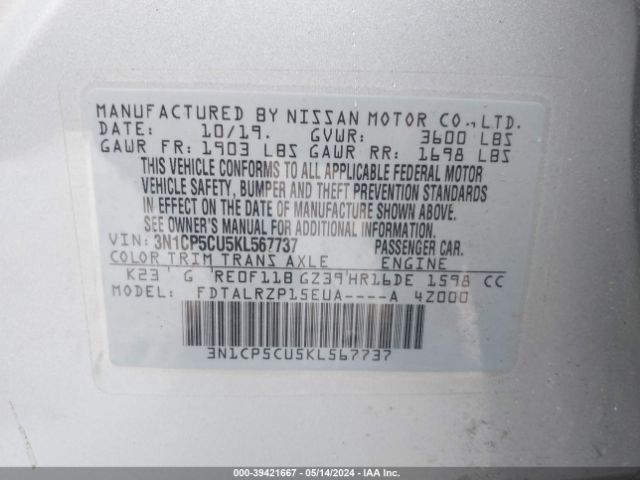 MANUFACTURED BY NISSAN MOTOR CO.,LTD.
DATE: 10/19. GVWR: 3600 LBS
GAWR FR: 1903 LBS GAWR RR: 1698 LBS
THIS VEHICLE CONFORMS TO ALL APPLICABLE FEDERAL MOTOR
VEHICLE SAFETY, BUMPER AND THEFT PREVENTION STANDARDS
IN EFFECT ON THE DATE OF MANUFACTURE SHOWN ABOVE.
SEE OWNER'S MANUAL FOR ADDITIONAL INFORMATION.
VIN: 3N1CP5CU5KL567737 PASSENGER CAR.
COLOR TRIM TRANS AXLE ENGINE
K23 G RE0F11B GZ39 HR16DE 1598 CC
MODEL: FDTALRZP15EUA----A 4Z000
3N1CP5CU5KL567737
000-39421667 - 05/14/2024 - IAA Inc.